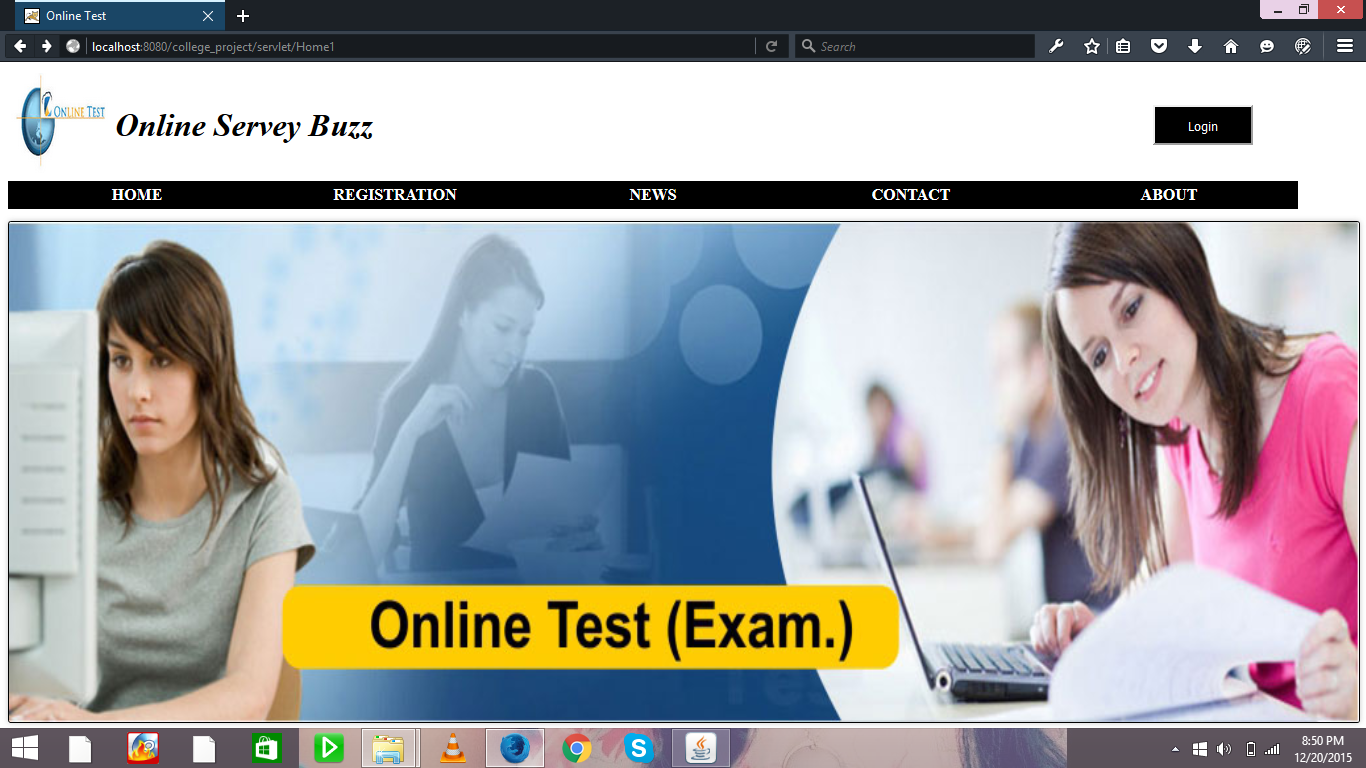 Online Test
localhost:8080/college_project/servlet/Home1
Search
ONLINE TEST
Online Servey Buzz
Login
HOME REGISTRATION NEWS CONTACT ABOUT
Online Test (Exam.)
8:50 PM
12/20/2015